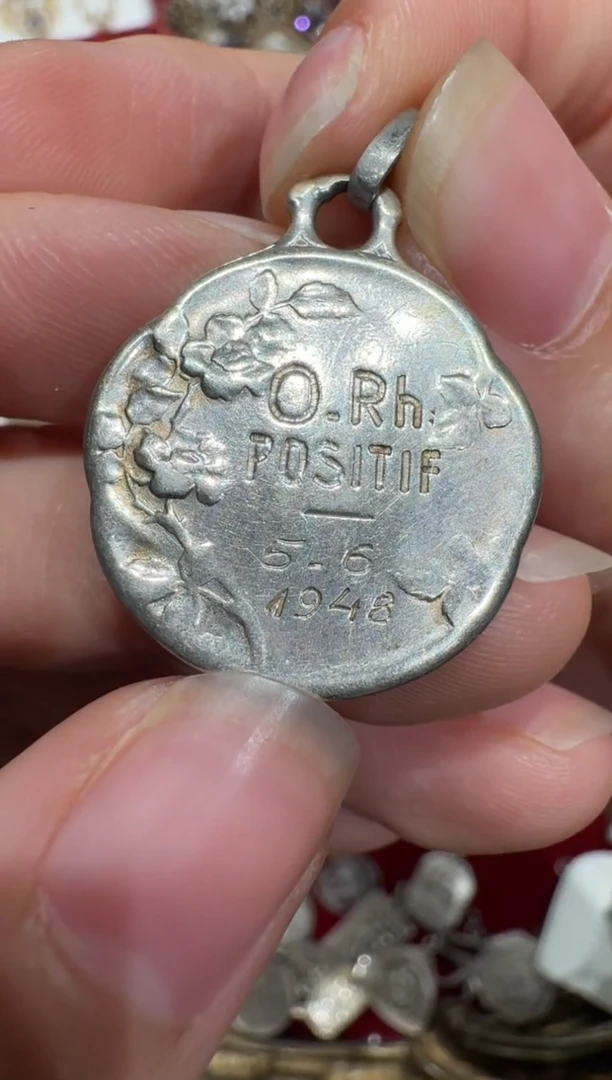 O.Rh.
POSITIF
5-6
1948